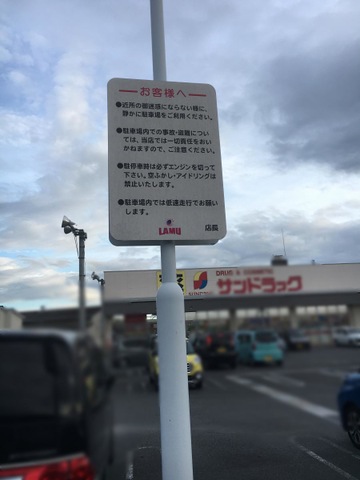 お客様へ
●近所の御迷惑にならない様に、
静かに駐車場をご利用ください。
●駐車場内での事故・盗難につい
ては、当店では一切責任をおい
かねますので、ご注意ください。
●駐停車時は必ずエンジンを切って
下さい。空ふかし・アイドリングは
禁止いたします。
●駐車場内では低速走行でお願い
します。
LAMU
店長
DRUG & COSMETIC
サンドラッグ